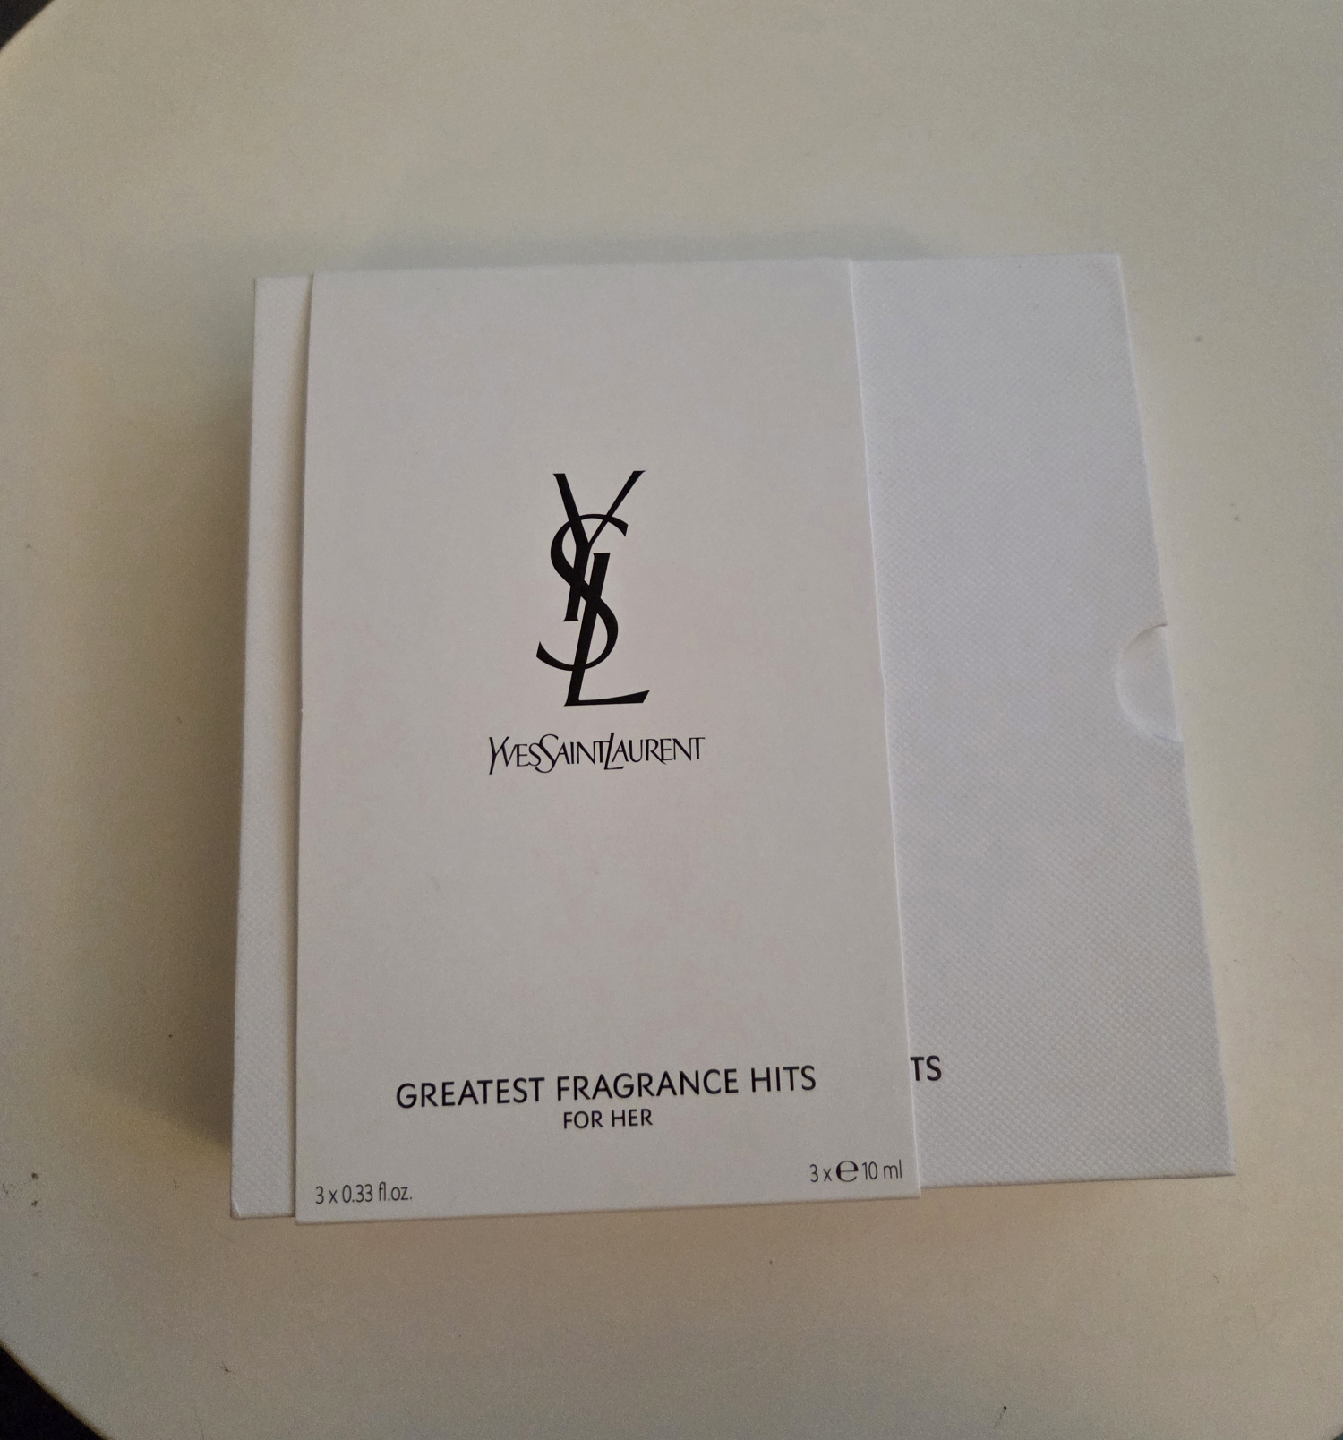 YSL
YVESSAINTLAURENT
GREATEST FRAGRANCE HITS
TS
FOR HER
3 x 0.33 fl.oz.
3 x ℮ 10 ml